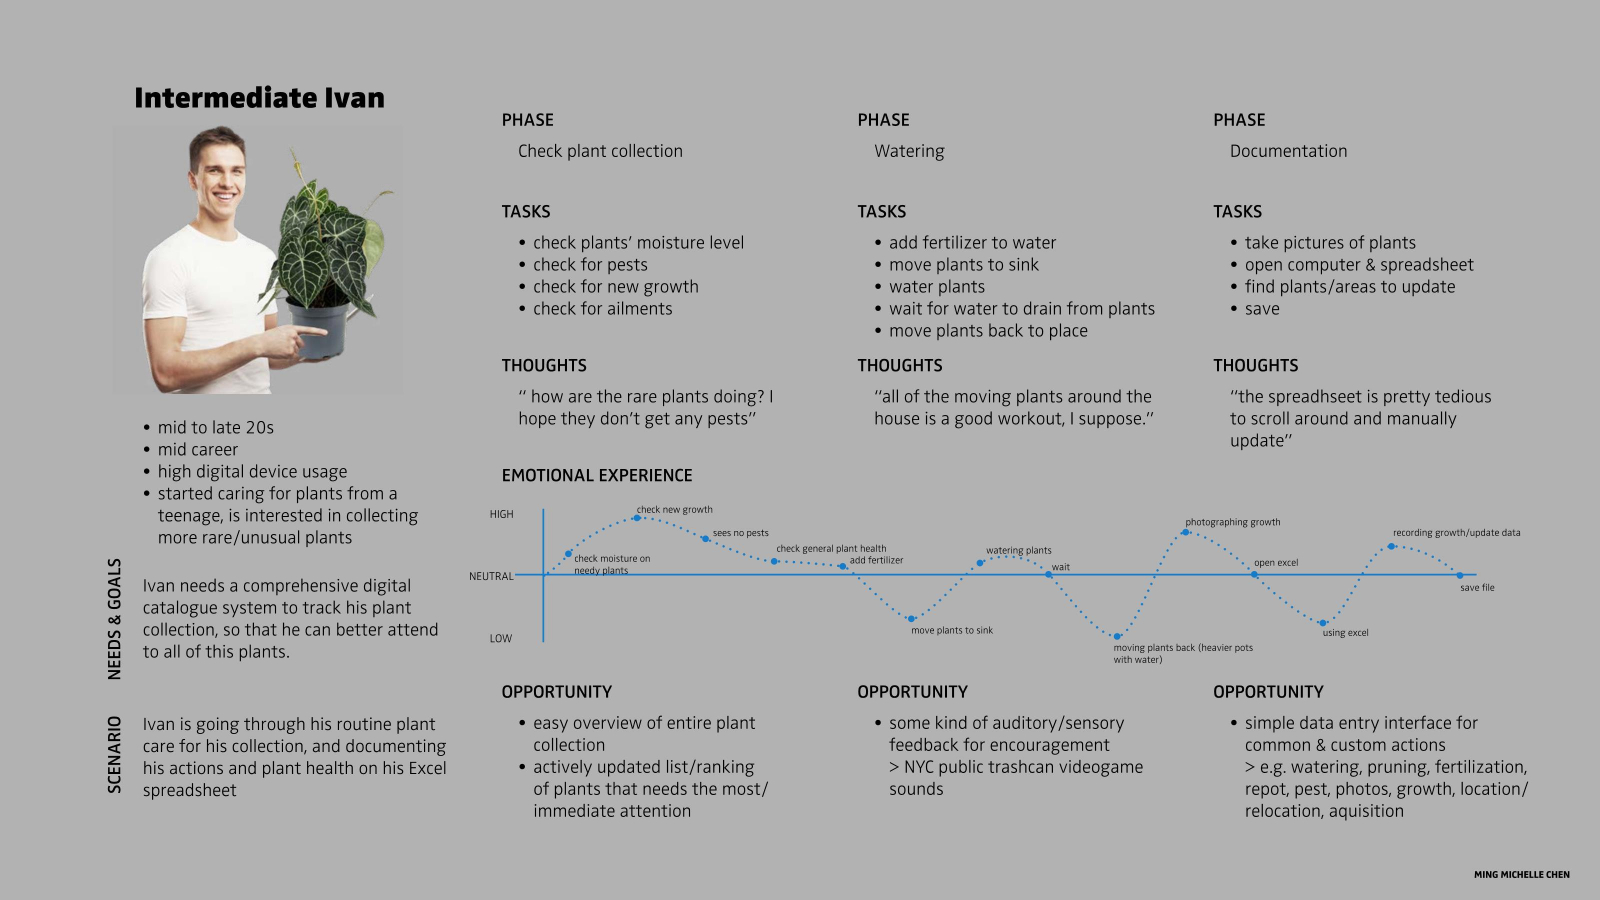 Intermediate Ivan
• mid to late 20s
• mid career
• high digital device usage
• started caring for plants from a
teenage, is interested in collecting
more rare/unusual plants
NEEDS & GOALS
Ivan needs a comprehensive digital
catalogue system to track his plant
collection, so that he can better attend
to all of this plants.
SCENARIO
Ivan is going through his routine plant
care for his collection, and documenting
his actions and plant health on his Excel
spreadsheet
PHASE
Check plant collection
TASKS
• check plants’ moisture level
• check for pests
• check for new growth
• check for ailments
THOUGHTS
“ how are the rare plants doing? I
hope they don’t get any pests”
PHASE
Watering
TASKS
• add fertilizer to water
• move plants to sink
• water plants
• wait for water to drain from plants
• move plants back to place
THOUGHTS
“all of the moving plants around the
house is a good workout, I suppose.”
PHASE
Documentation
TASKS
• take pictures of plants
• open computer & spreadsheet
• find plants/areas to update
• save
THOUGHTS
“the spreadhseet is pretty tedious
to scroll around and manually
update”
EMOTIONAL EXPERIENCE
HIGH
NEUTRAL
LOW
check moisture on
needy plants
check new growth
sees no pests
check general plant health
add fertilizer
move plants to sink
watering plants
wait
moving plants back (heavier pots
with water)
photographing growth
open excel
using excel
recording growth/update data
save file
OPPORTUNITY
• easy overview of entire plant
collection
• actively updated list/ranking
of plants that needs the most/
immediate attention
OPPORTUNITY
• some kind of auditory/sensory
feedback for encouragement
> NYC public trashcan videogame
sounds
OPPORTUNITY
• simple data entry interface for
common & custom actions
> e.g. watering, pruning, fertilization,
repot, pest, photos, growth, location/
relocation, aquisition
MING MICHELLE CHEN